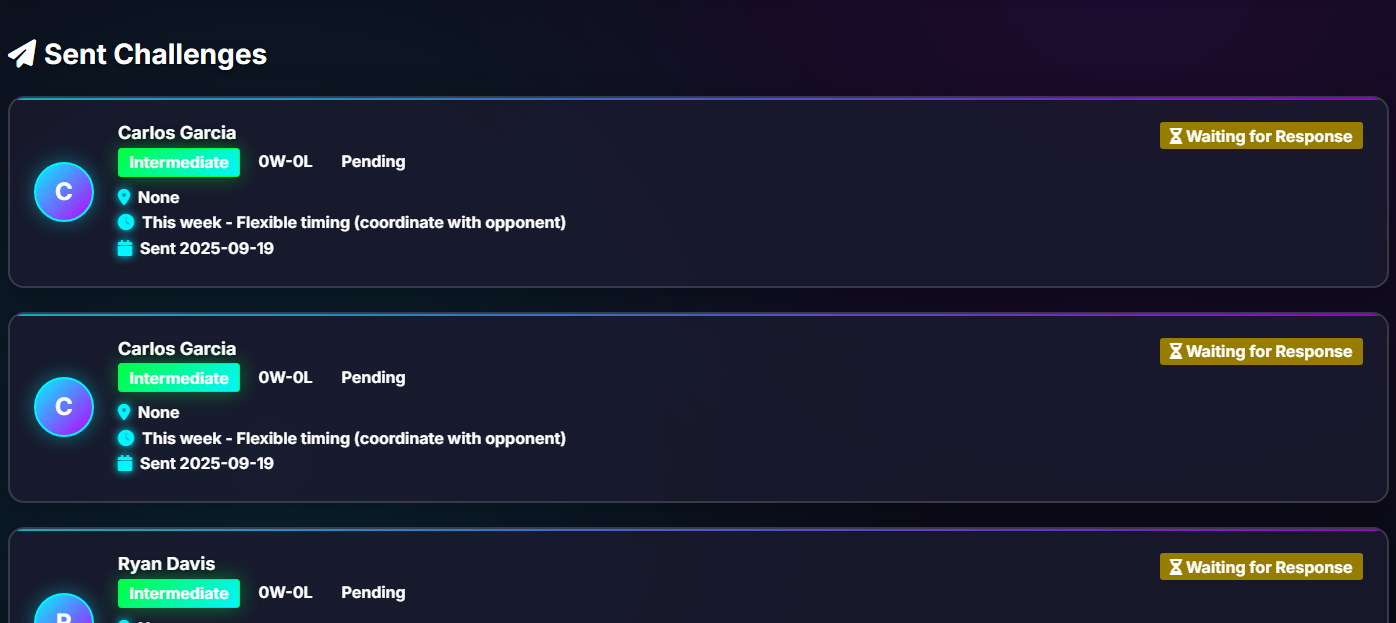 Sent Challenges
Carlos Garcia
Waiting for Response
Intermediate 0W-0L Pending
C
None
This week - Flexible timing (coordinate with opponent)
Sent 2025-09-19
Carlos Garcia
Waiting for Response
Intermediate 0W-0L Pending
C
None
This week - Flexible timing (coordinate with opponent)
Sent 2025-09-19
Ryan Davis
Waiting for Response
Intermediate 0W-0L Pending
R